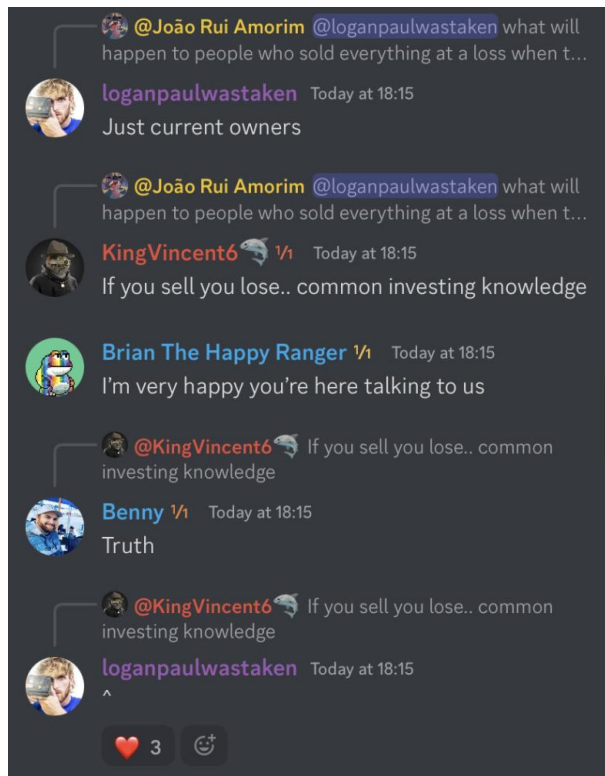 @João Rui Amorim @loganpaulwastaken what will
happen to people who sold everything at a loss when t...
loganpaulwastaken Today at 18:15
Just current owners
@João Rui Amorim @loganpaulwastaken what will
happen to people who sold everything at a loss when t...
KingVincent6🐬 1/1 Today at 18:15
If you sell you lose.. common investing knowledge
Brian The Happy Ranger 1/1 Today at 18:15
I'm very happy you're here talking to us
@KingVincent6🐬 If you sell you lose.. common
investing knowledge
Benny 1/1 Today at 18:15
Truth
@KingVincent6🐬 If you sell you lose.. common
investing knowledge
loganpaulwastaken Today at 18:15
^
❤️ 3